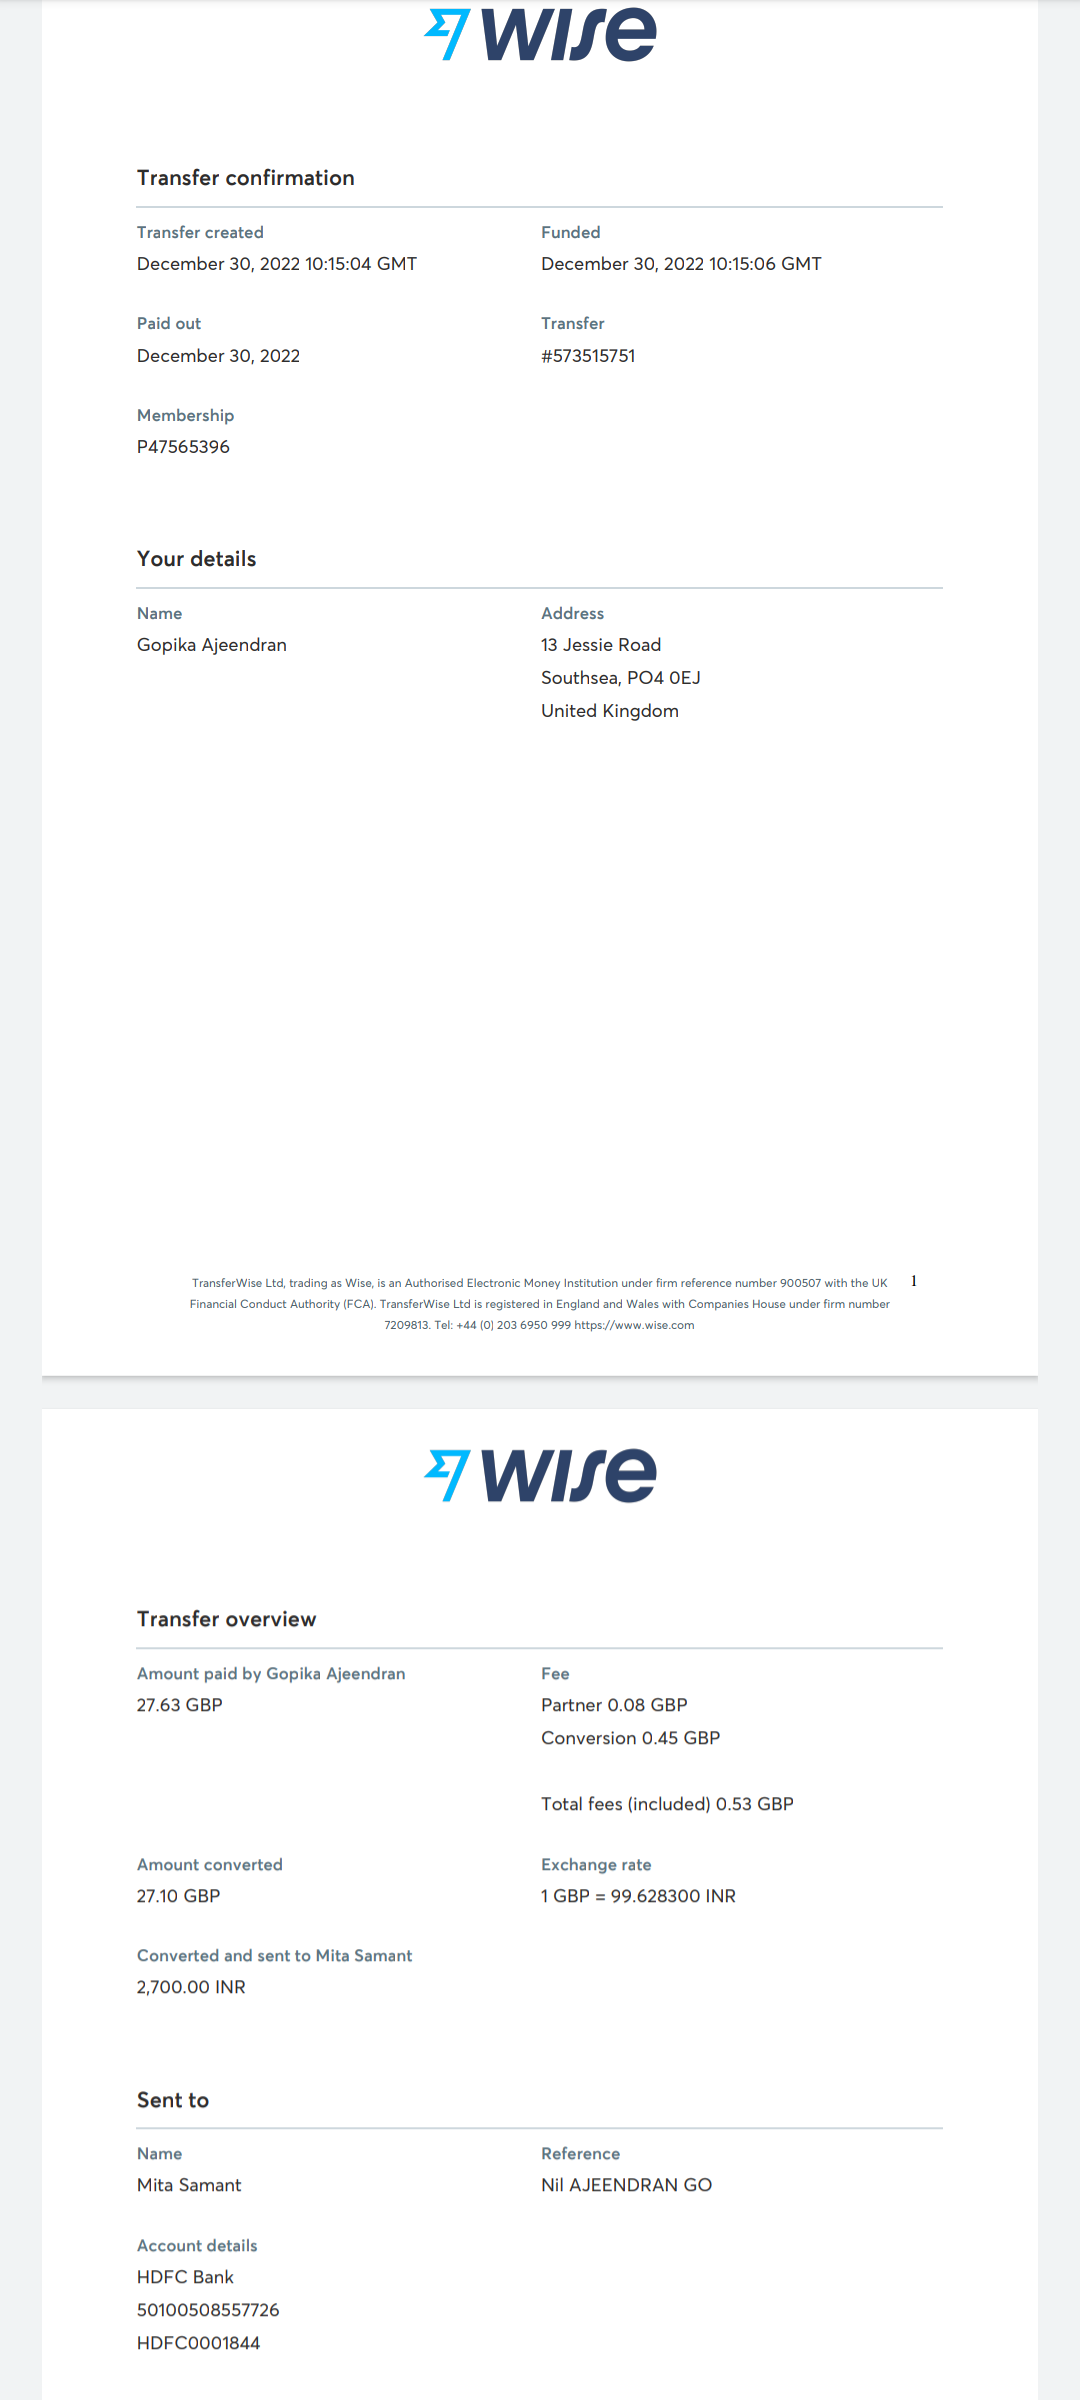 wise
Transfer confirmation
Transfer created
December 30, 2022 10:15:04 GMT
Funded
December 30, 2022 10:15:06 GMT
Paid out
December 30, 2022
Transfer
#573515751
Membership
P47565396
Your details
Name
Gopika Ajeendran
Address
13 Jessie Road
Southsea, PO4 0EJ
United Kingdom
TransferWise Ltd, trading as Wise, is an Authorised Electronic Money Institution under firm reference number 900507 with the UK
Financial Conduct Authority (FCA). TransferWise Ltd is registered in England and Wales with Companies House under firm number
7209813. Tel: +44 (0) 203 6950 999 https://www.wise.com
1
wise
Transfer overview
Amount paid by Gopika Ajeendran
27.63 GBP
Fee
Partner 0.08 GBP
Conversion 0.45 GBP
Total fees (included) 0.53 GBP
Amount converted
27.10 GBP
Exchange rate
1 GBP = 99.628300 INR
Converted and sent to Mita Samant
2,700.00 INR
Sent to
Name
Mita Samant
Reference
Nil AJEENDRAN GO
Account details
HDFC Bank
50100508557726
HDFC0001844